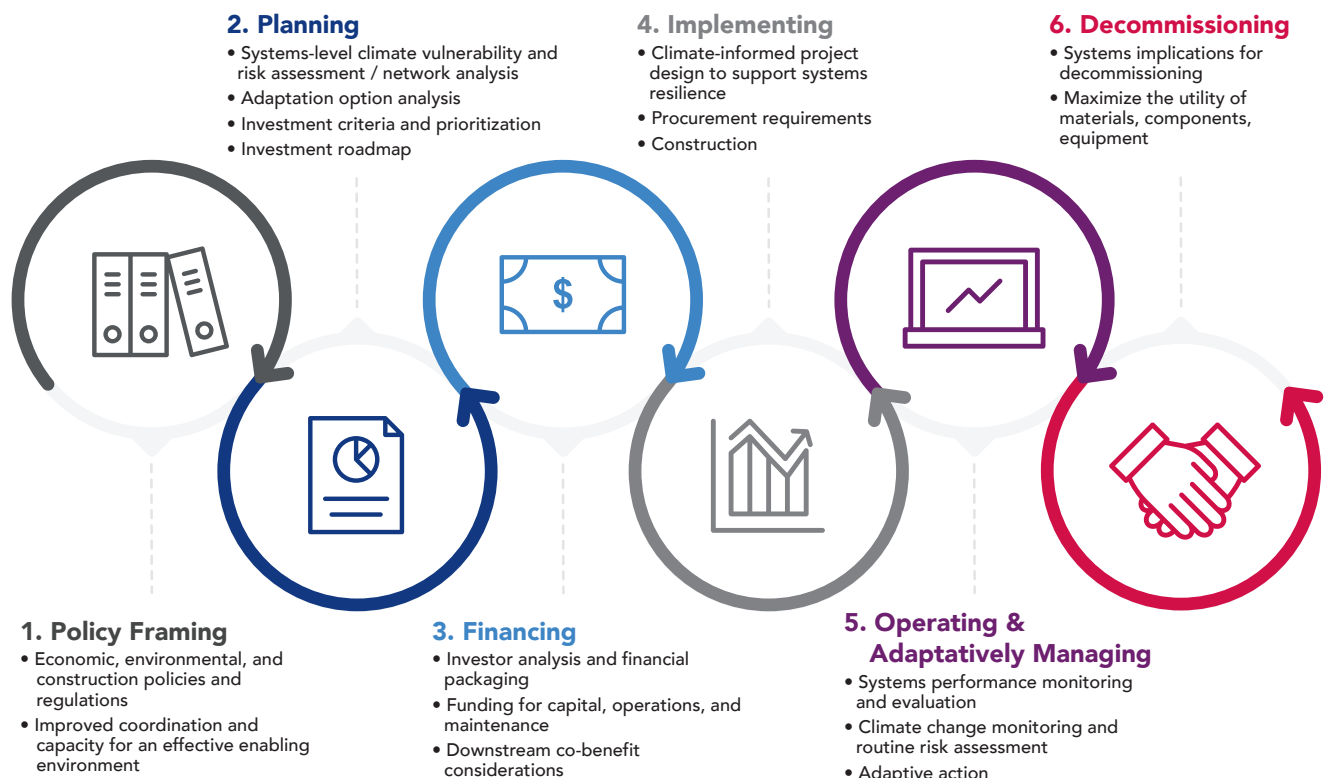 2. Planning
• Systems-level climate vulnerability and
risk assessment / network analysis
• Adaptation option analysis
• Investment criteria and prioritization
• Investment roadmap
4. Implementing
• Climate-informed project
design to support systems
resilience
• Procurement requirements
• Construction
6. Decommissioning
• Systems implications for
decommissioning
• Maximize the utility of
materials, components,
equipment
$
1. Policy Framing
• Economic, environmental, and
construction policies and
regulations
• Improved coordination and
capacity for an effective enabling
environment
3. Financing
• Investor analysis and financial
packaging
• Funding for capital, operations, and
maintenance
• Downstream co-benefit
considerations
5. Operating &
Adaptatively Managing
• Systems performance monitoring
and evaluation
• Climate change monitoring and
routine risk assessment
• Adaptive action